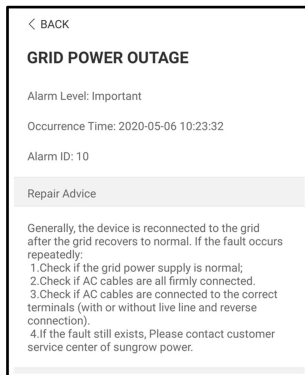 < BACK
GRID POWER OUTAGE
Alarm Level: Important
Occurrence Time: 2020-05-06 10:23:32
Alarm ID: 10
Repair Advice
Generally, the device is reconnected to the grid
after the grid recovers to normal. If the fault occurs
repeatedly:
1.Check if the grid power supply is normal;
2.Check if AC cables are all firmly connected.
3.Check if AC cables are connected to the correct
terminals (with or without live line and reverse
connection).
4.If the fault still exists, Please contact customer
service center of sungrow power.